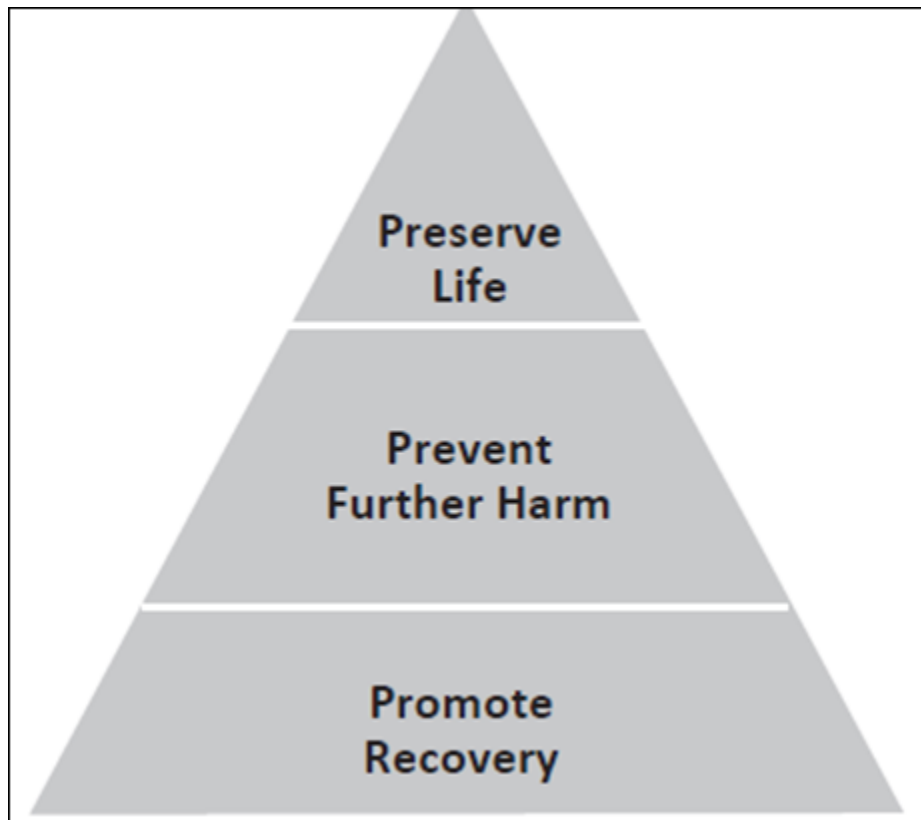 Preserve
Life
Prevent
Further Harm
Promote
Recovery